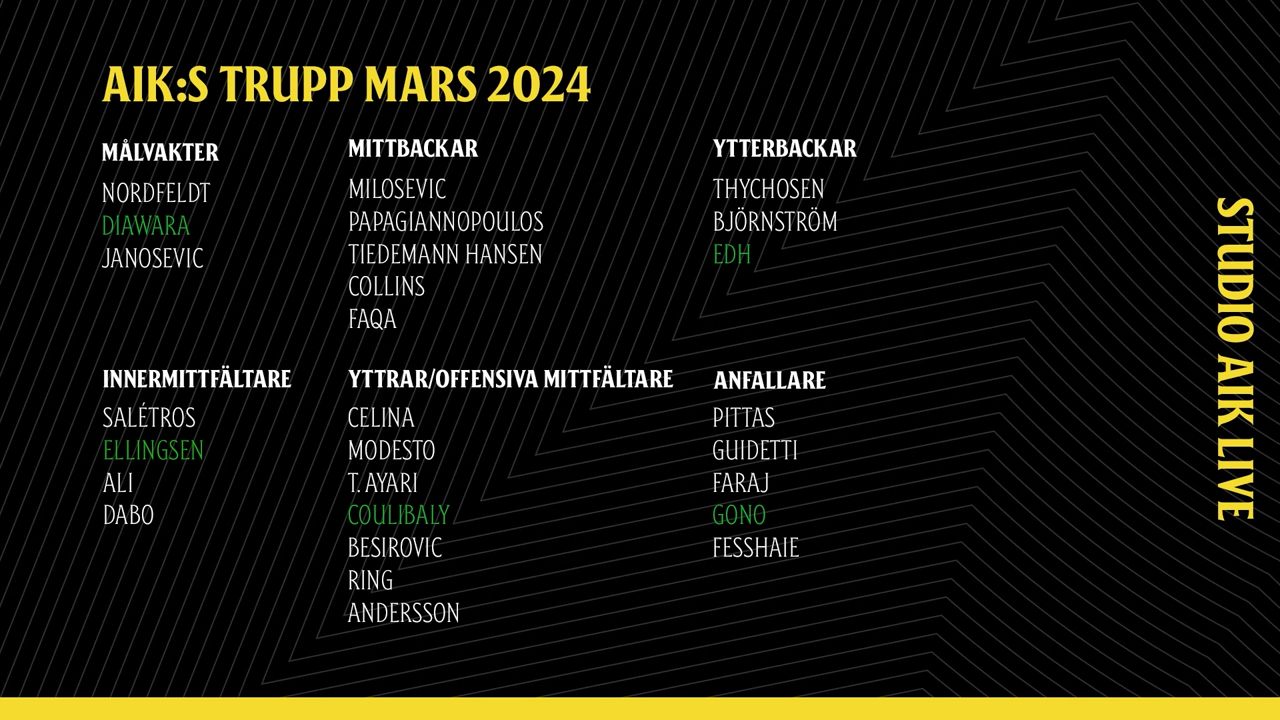 AIK:S TRUPP MARS 2024
MÅLVAKTER
NORDFELDT
DIAWARA
JANOSEVIC
MITTBACKAR
MILOSEVIC
PAPAGIANNOPOULOS
TIEDEMANN HANSEN
COLLINS
FAQA
YTTERBACKAR
THYCHOSEN
BJÖRNSTRÖM
EDH
INNERMITTFÄLTARE
SALÉTROS
ELLINGSEN
ALI
DABO
YTTRAR/OFFENSIVA MITTFÄLTARE
CELINA
MODESTO
T. AYARI
COULIBALY
BESIROVIC
RING
ANDERSSON
ANFALLARE
PITTAS
GUIDETTI
FARAJ
GONO
FESSHAIE
STUDIO AIK LIVE